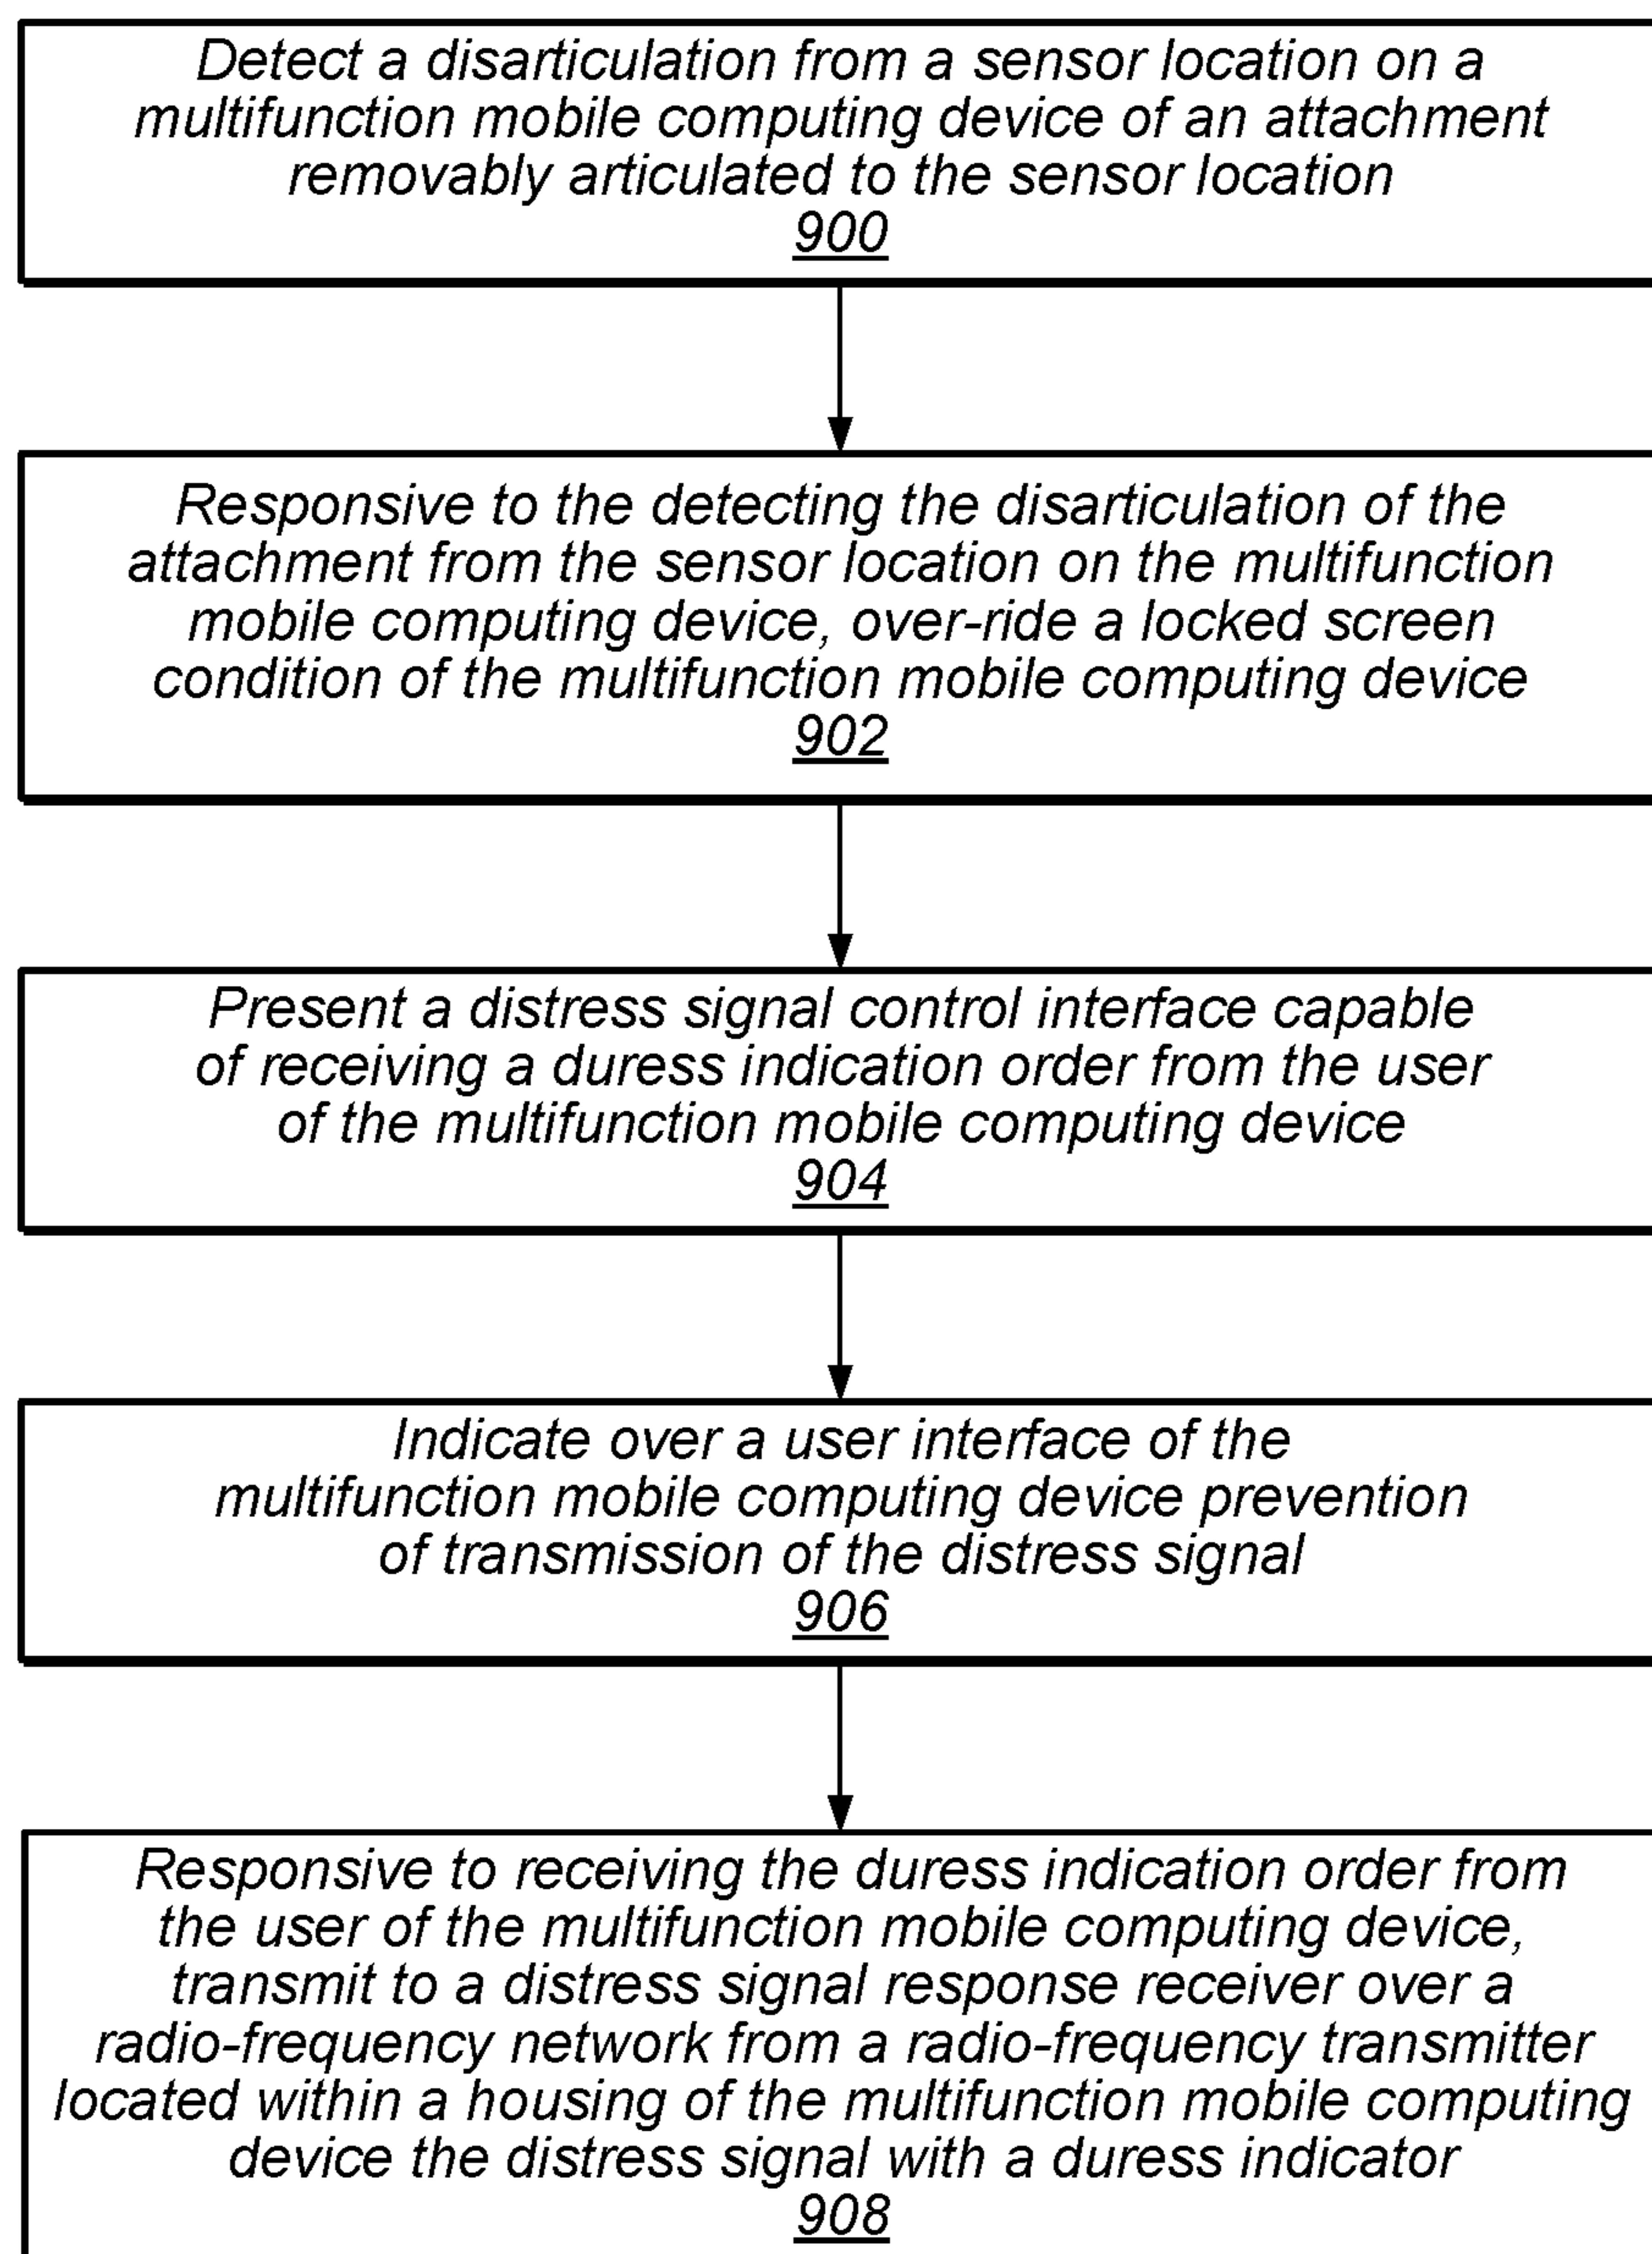 Detect a disarticulation from a sensor location on a
multifunction mobile computing device of an attachment
removably articulated to the sensor location
900
Responsive to the detecting the disarticulation of the
attachment from the sensor location on the multifunction
mobile computing device, over-ride a locked screen
condition of the multifunction mobile computing device
902
Present a distress signal control interface capable
of receiving a duress indication order from the user
of the multifunction mobile computing device
904
Indicate over a user interface of the
multifunction mobile computing device prevention
of transmission of the distress signal
906
Responsive to receiving the duress indication order from
the user of the multifunction mobile computing device,
transmit to a distress signal response receiver over a
radio-frequency network from a radio-frequency transmitter
located within a housing of the multifunction mobile computing
device the distress signal with a duress indicator
908